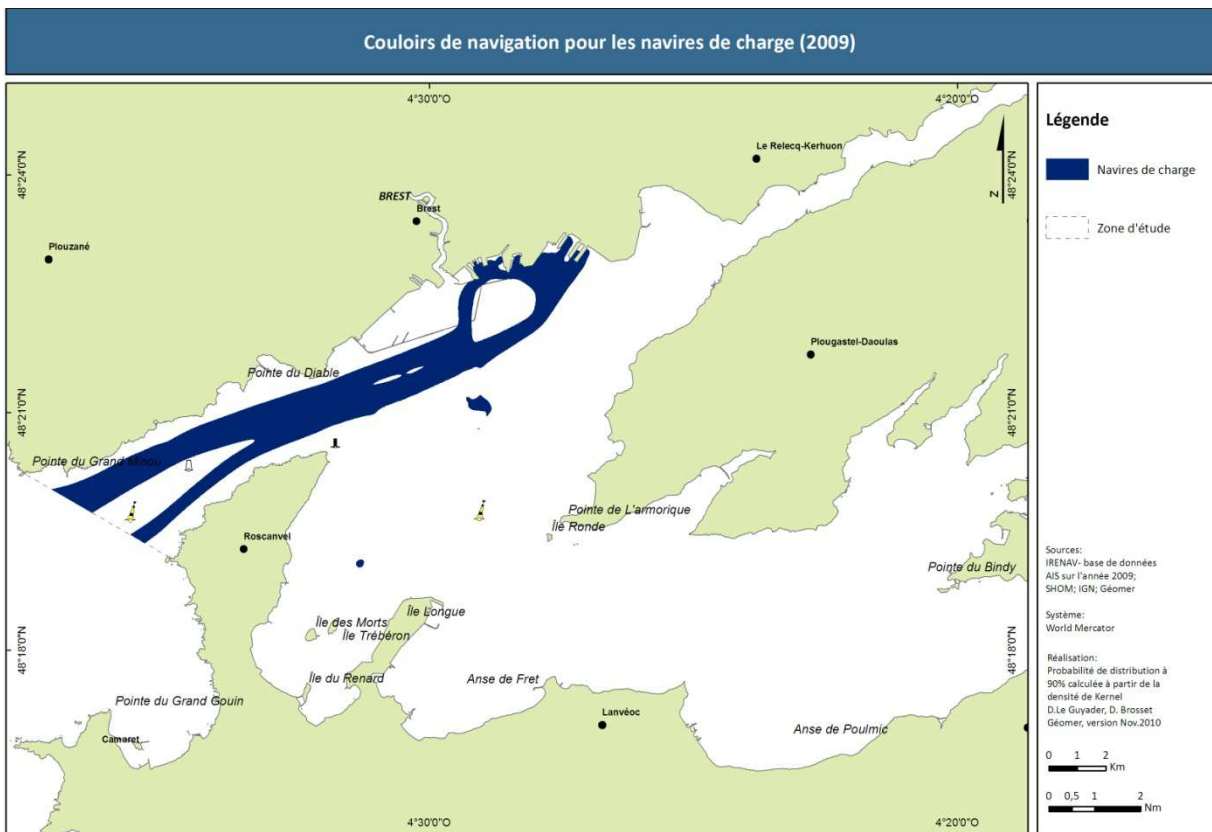 Couloirs de navigation pour les navires de charge (2009)
4°30'0"O
4°20'0"O
Légende
Le Relecq-Kerhuon
48°24'0"N
48°24'0"N
N
Navires de charge
BREST
Brest
Zone d'étude
Plouzané
Plougastel-Daoulas
Pointe du Diable
48°21'0"N
48°21'0"N
Pointe du Grand Minou
Pointe de L'armorique
Île Ronde
Roscanvel
Pointe du Bindy
Sources:
IRENAV- base de données
AIS sur l'année 2009;
SHOM; IGN; Géomer
Île Longue
Île des Morts
Île Trébéron
Système:
World Mercator
48°18'0"N
48°18'0"N
Île du Renard
Anse de Fret
Réalisation:
Probabilité de distribution à
90% calculée à partir de la
densité de Kernel
D.Le Guyader, D. Brosset
Géomer, version Nov.2010
Pointe du Grand Gouin
Lanvéoc
Anse de Poulmic
Camaret
0 1 2
Km
0 0,5 1 2
Nm
4°30'0"O
4°20'0"O